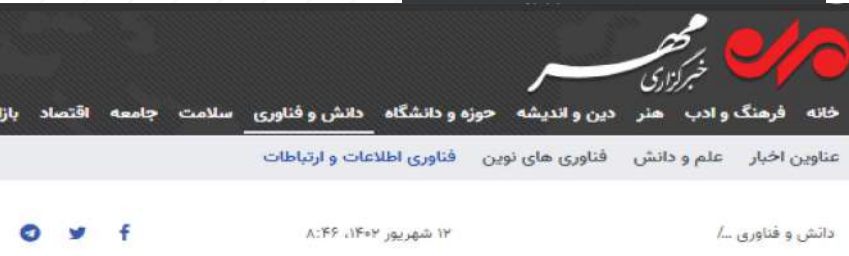 خبرگزاری
مهر
خانه فرهنگ و ادب هنر دین و اندیشه حوزه و دانشگاه دانش و فناوری سلامت جامعه اقتصاد
عناوین اخبار علم و دانش فناوری های نوین فناوری اطلاعات و ارتباطات
دانش و فناوری .../ ۱۲ شهریور ۱۴۰۲، ۸:۴۶